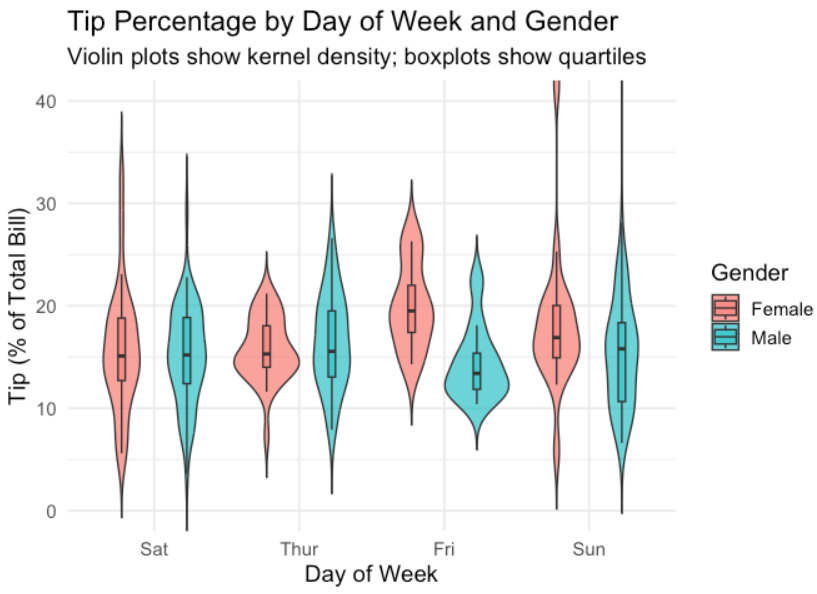 Tip Percentage by Day of Week and Gender
Violin plots show kernel density; boxplots show quartiles
Tip (% of Total Bill)
40
30
20
10
0
Sat Thur Fri Sun
Day of Week
Gender
Female
Male